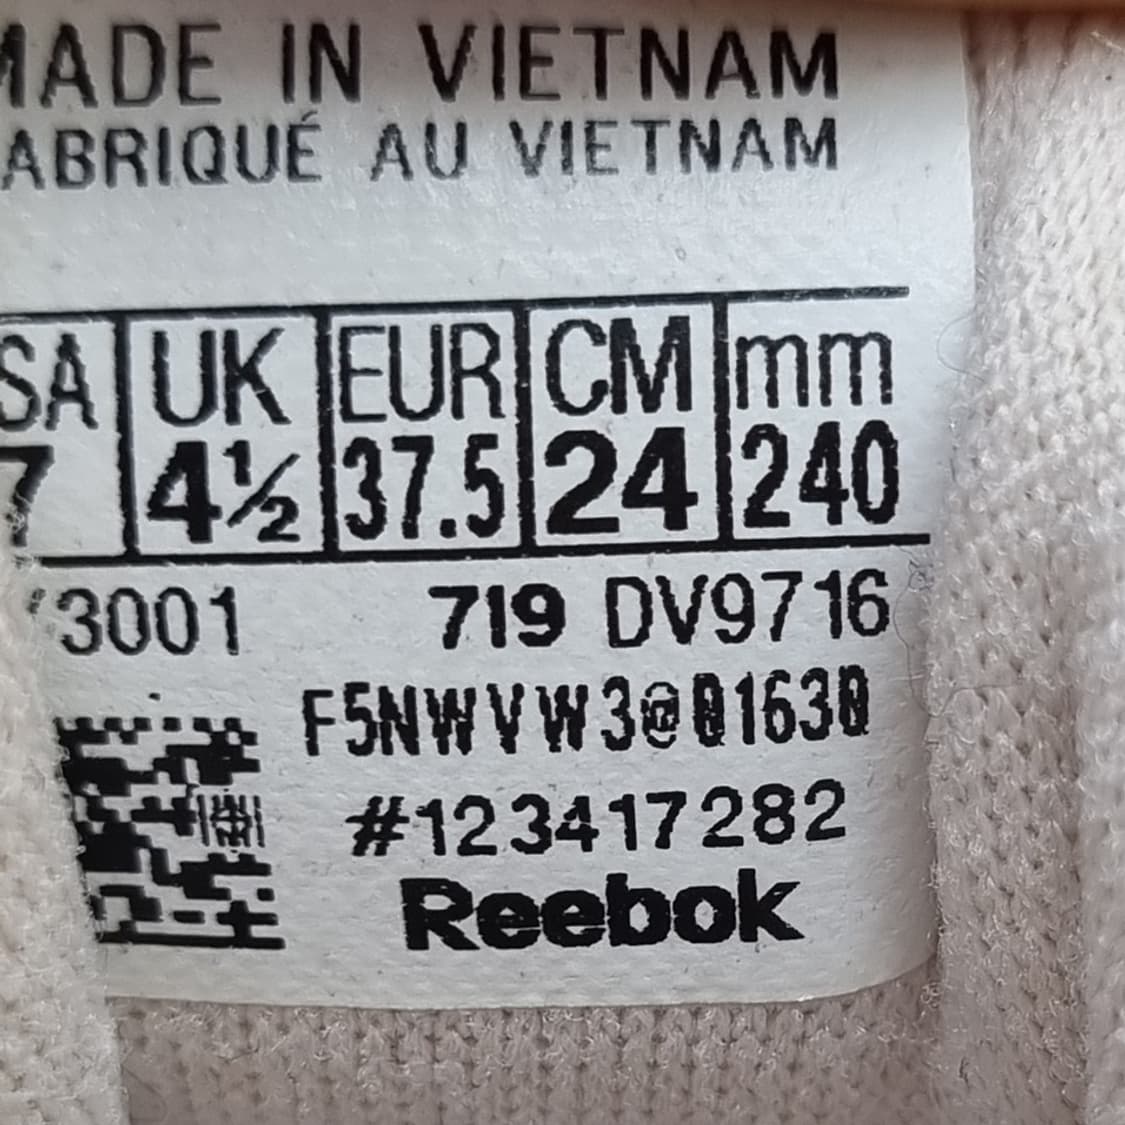 MADE IN VIETNAM
FABRIQUÉ AU VIETNAM
SA UK EUR CM mm
7 4½ 37.5 24 240
3001 719 DV9716
F5NWVW3@01630
#123417282
Reebok